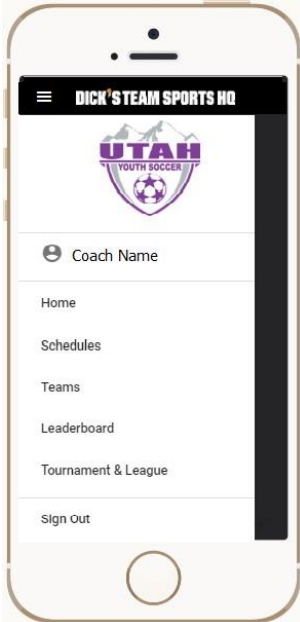 DICK'S TEAM SPORTS HQ
UTAH
YOUTH SOCCER
Coach Name
Home
Schedules
Teams
Leaderboard
Tournament & League
Sign Out